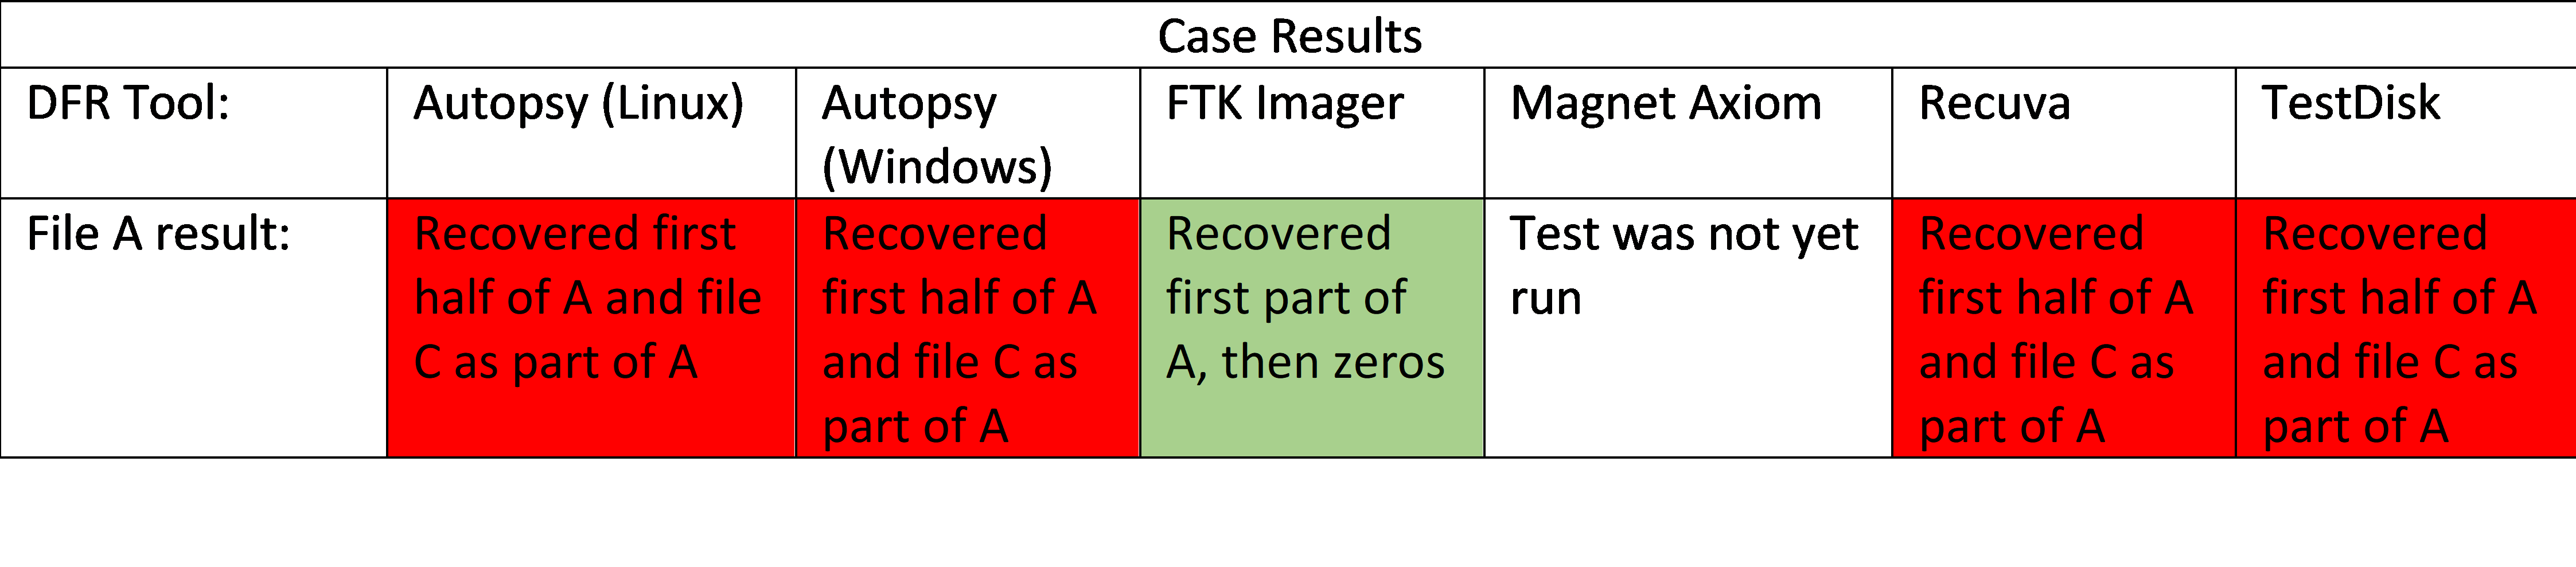 Case Results
DFR Tool:
Autopsy (Linux)
Autopsy
(Windows)
FTK Imager
Magnet Axiom
Recuva
TestDisk
File A result:
Recovered first
half of A and file
C as part of A
Recovered
first half of A
and file C as
part of A
Recovered
first part of
A, then zeros
Test was not yet
run
Recovered
first half of A
and file C as
part of A
Recovered
first half of A
and file C as
part of A